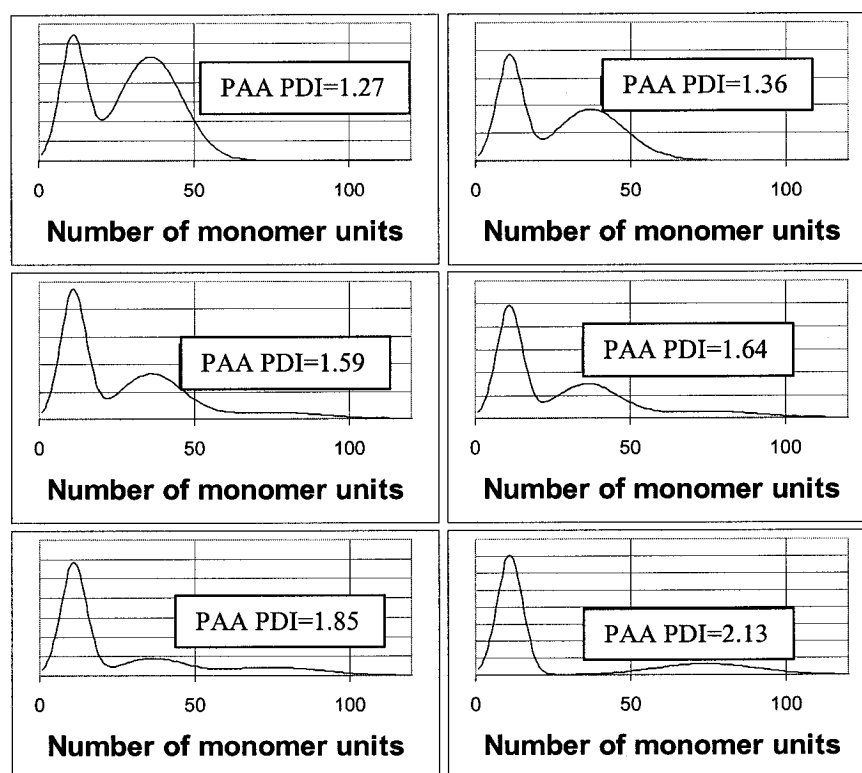 PAA PDI=1.27
0 50 100
Number of monomer units
PAA PDI=1.36
0 50 100
Number of monomer units
PAA PDI=1.59
0 50 100
Number of monomer units
PAA PDI=1.64
0 50 100
Number of monomer units
PAA PDI=1.85
0 50 100
Number of monomer units
PAA PDI=2.13
0 50 100
Number of monomer units